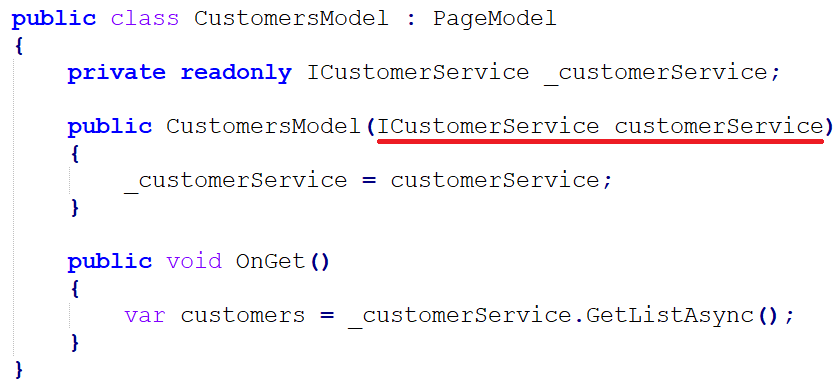 public class CustomersModel : PageModel
{
private readonly ICustomerService _customerService;
public CustomersModel(ICustomerService customerService)
{
_customerService = customerService;
}
public void OnGet()
{
var customers = _customerService.GetListAsync();
}
}